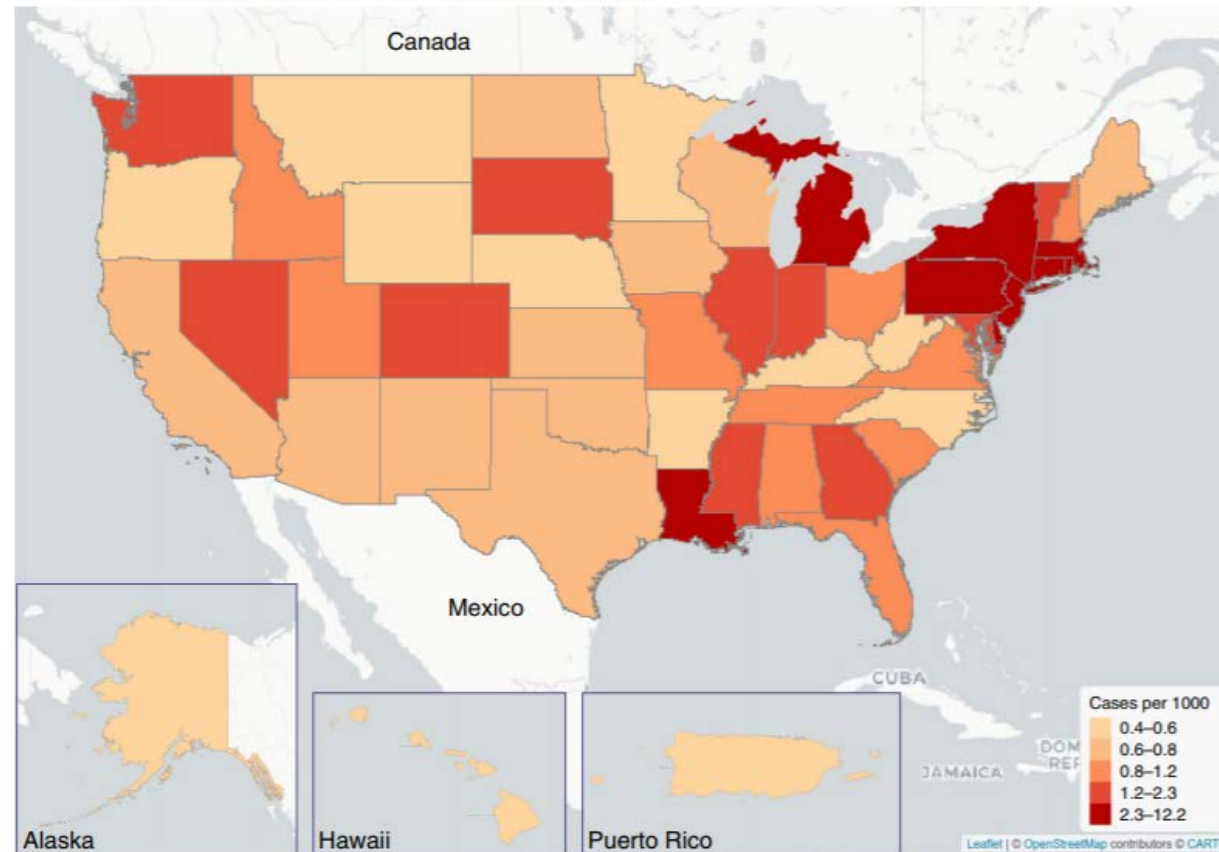 Canada
Mexico
CUBA
JAMAICA
Cases per 1000
0.4–0.6
0.6–0.8
0.8–1.2
1.2–2.3
2.3–12.2
Alaska
Hawaii
Puerto Rico
Leaflet | © OpenStreetMap contributors © CART